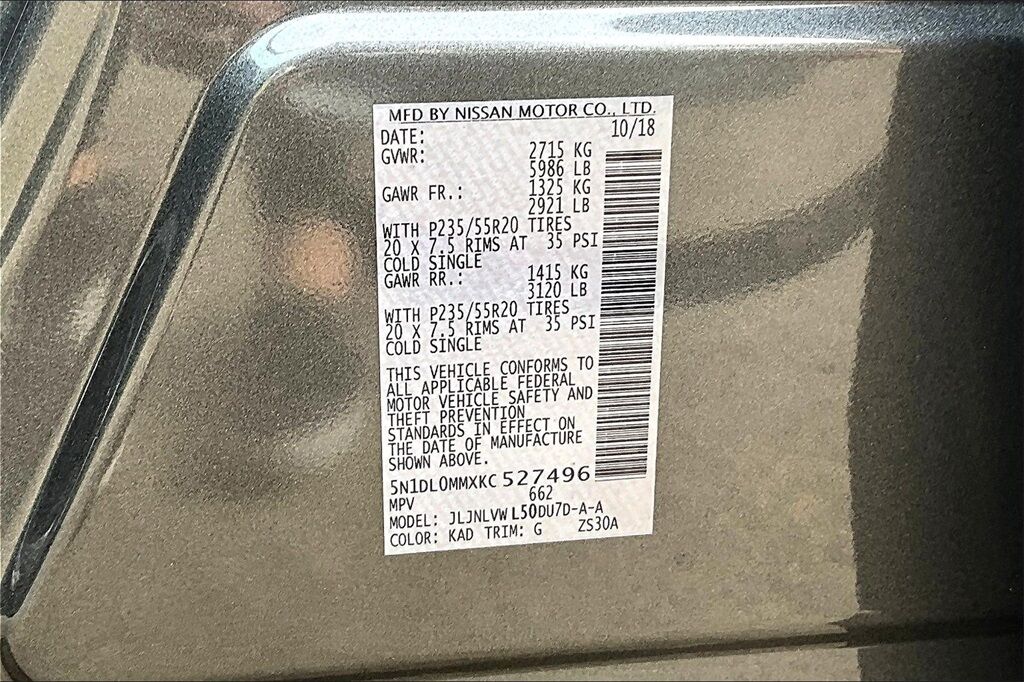 MFD BY NISSAN MOTOR CO., LTD.
DATE: 10/18
GVWR: 2715 KG
5986 LB
GAWR FR.: 1325 KG
2921 LB
WITH P235/55R20 TIRES
20 X 7.5 RIMS AT 35 PSI
COLD SINGLE
GAWR RR.: 1415 KG
3120 LB
WITH P235/55R20 TIRES
20 X 7.5 RIMS AT 35 PSI
COLD SINGLE
THIS VEHICLE CONFORMS TO
ALL APPLICABLE FEDERAL
MOTOR VEHICLE SAFETY AND
THEFT PREVENTION
STANDARDS IN EFFECT ON
THE DATE OF MANUFACTURE
SHOWN ABOVE.
5N1DL0MMXKC 527496
MPV 662
MODEL: JLJNLVW L50DU7D-A-A
COLOR: KAD TRIM: G ZS30A